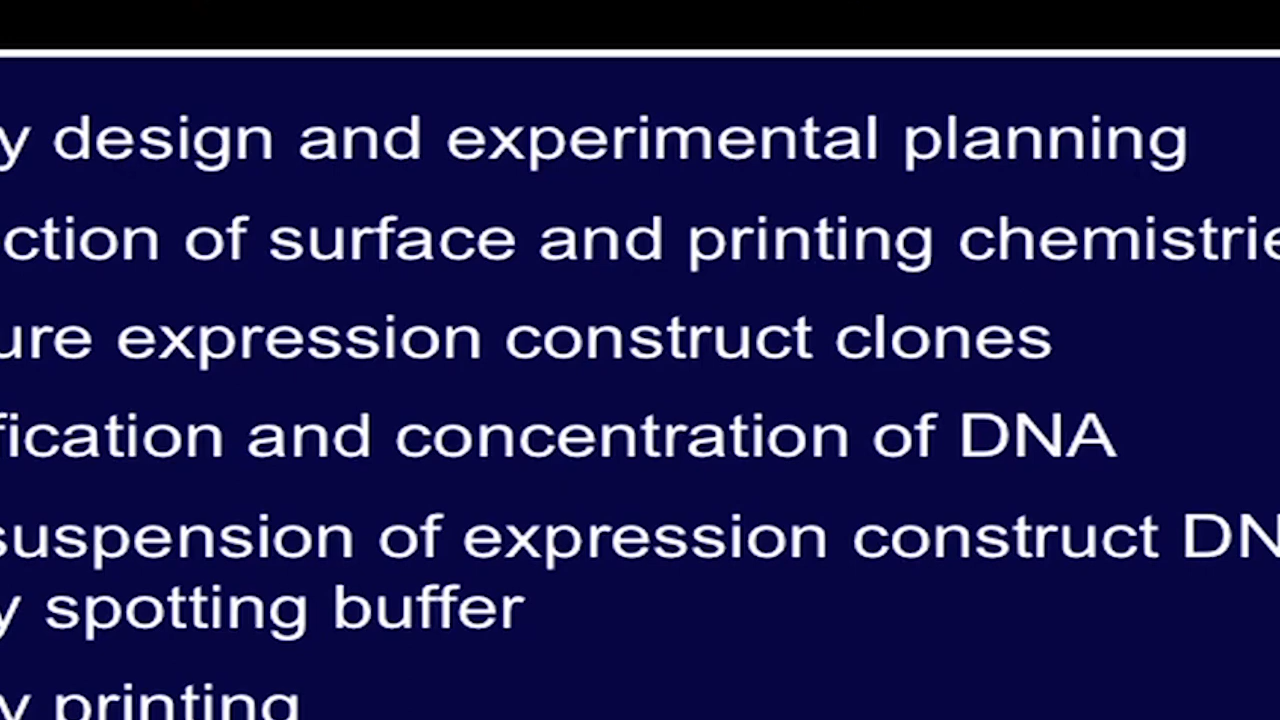 y design and experimental planning
ction of surface and printing chemistrie
ure expression construct clones
fication and concentration of DNA
suspension of expression construct DN
y spotting buffer
y printing